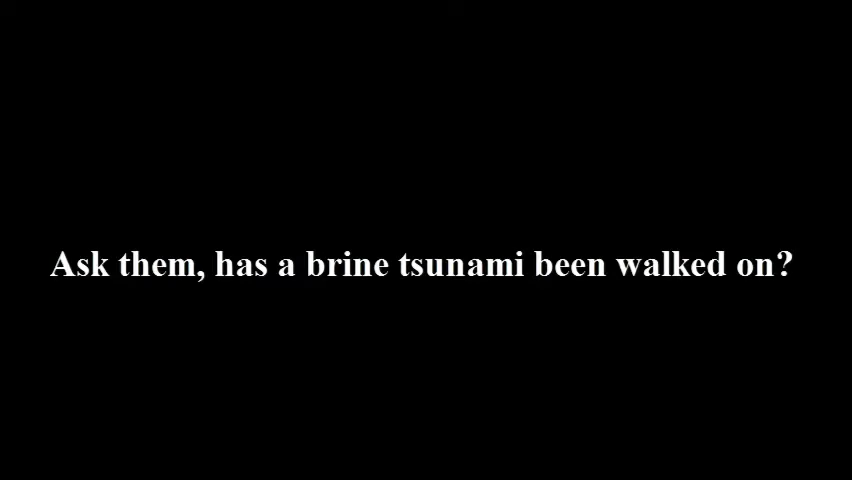 Ask them, has a brine tsunami been walked on?